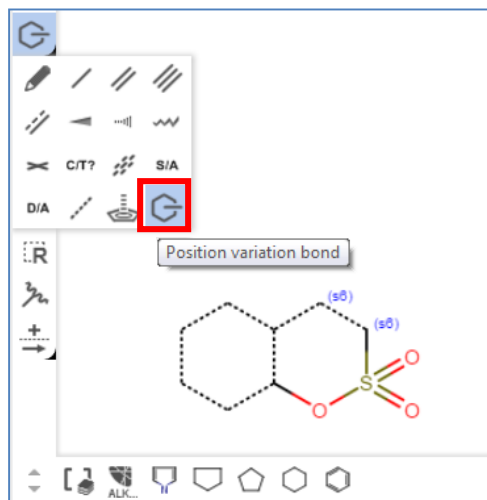 C/T? S/A
D/A
R
Position variation bond
(s6)
(s6)
O
S
O
O
N
ALK...